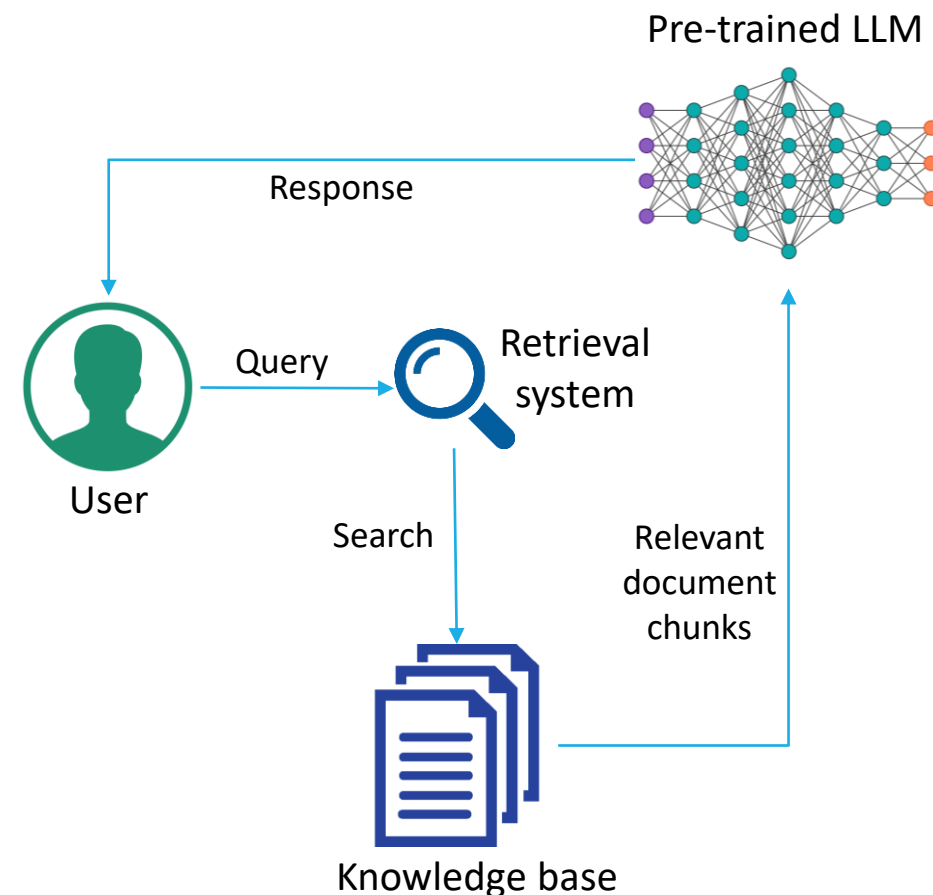 Pre-trained LLM
Response
Query
Retrieval
system
User
Search
Relevant
document
chunks
Knowledge base